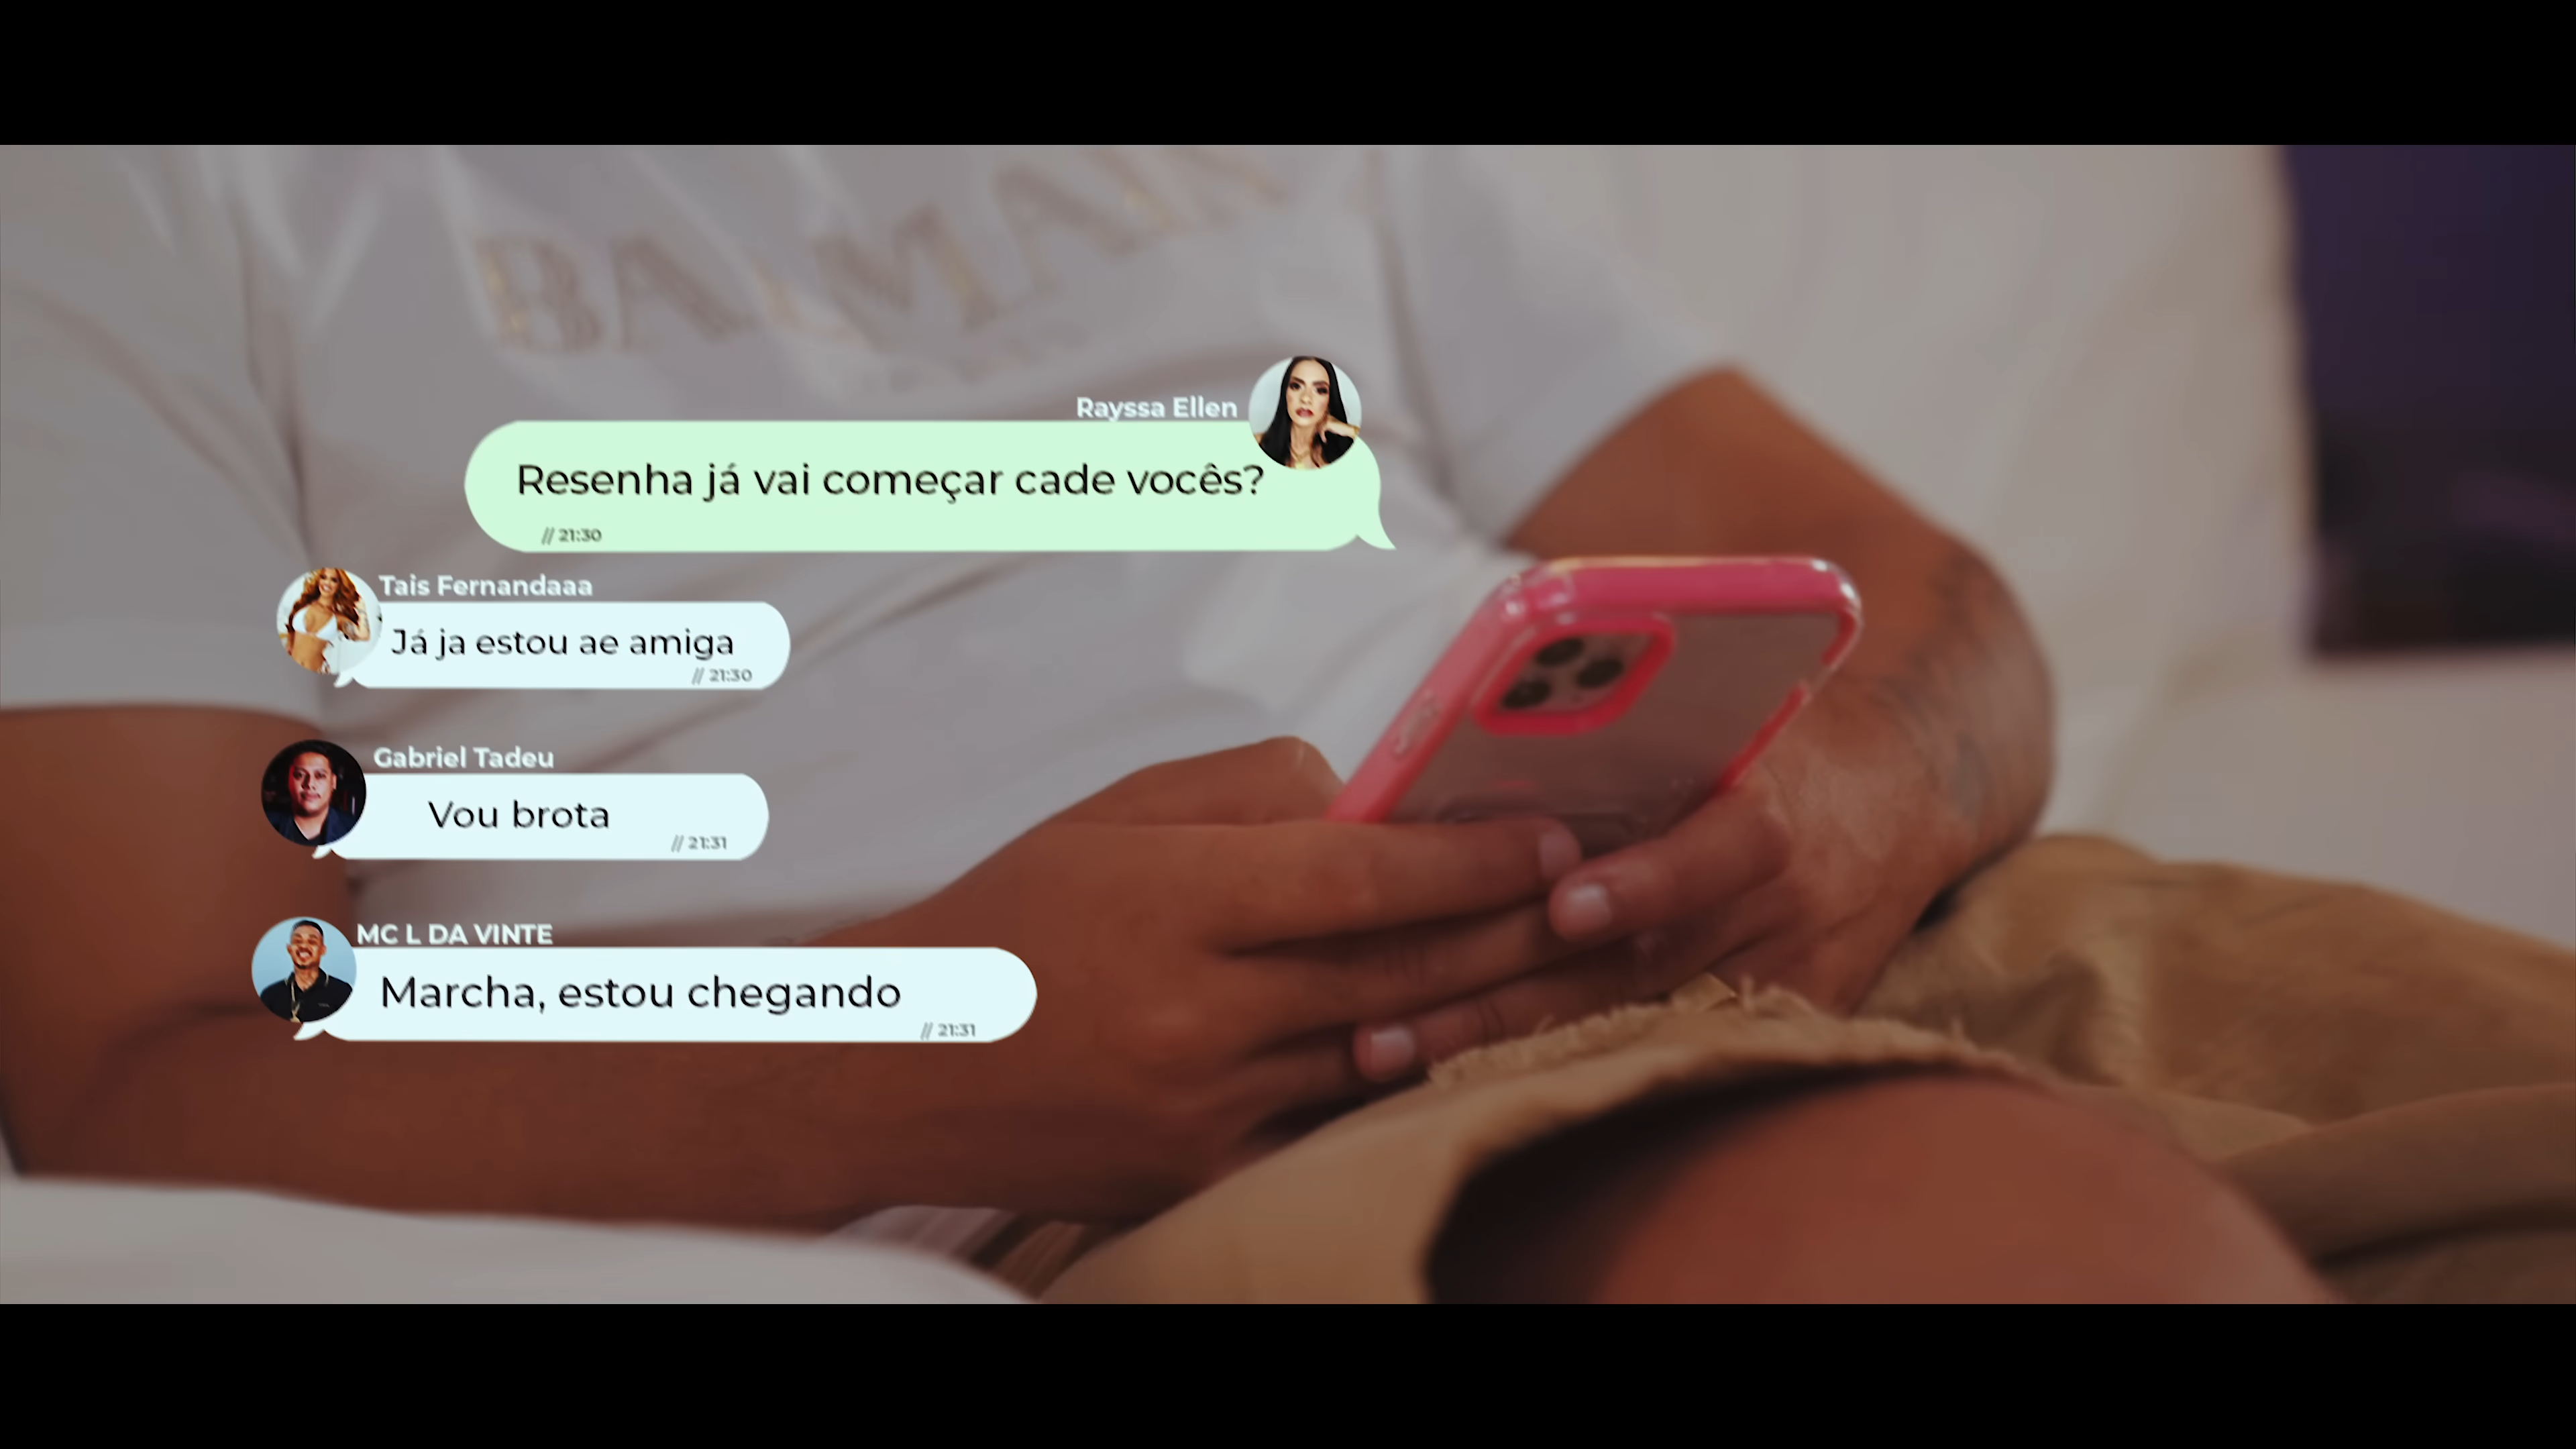 BALMAIN
Rayssa Ellen
Resenha já vai começar cade vocês?
// 21:30
Tais Fernandaaa
Já ja estou ae amiga
// 21:30
Gabriel Tadeu
Vou brota
// 21:31
MC L DA VINTE
Marcha, estou chegando
// 21:31